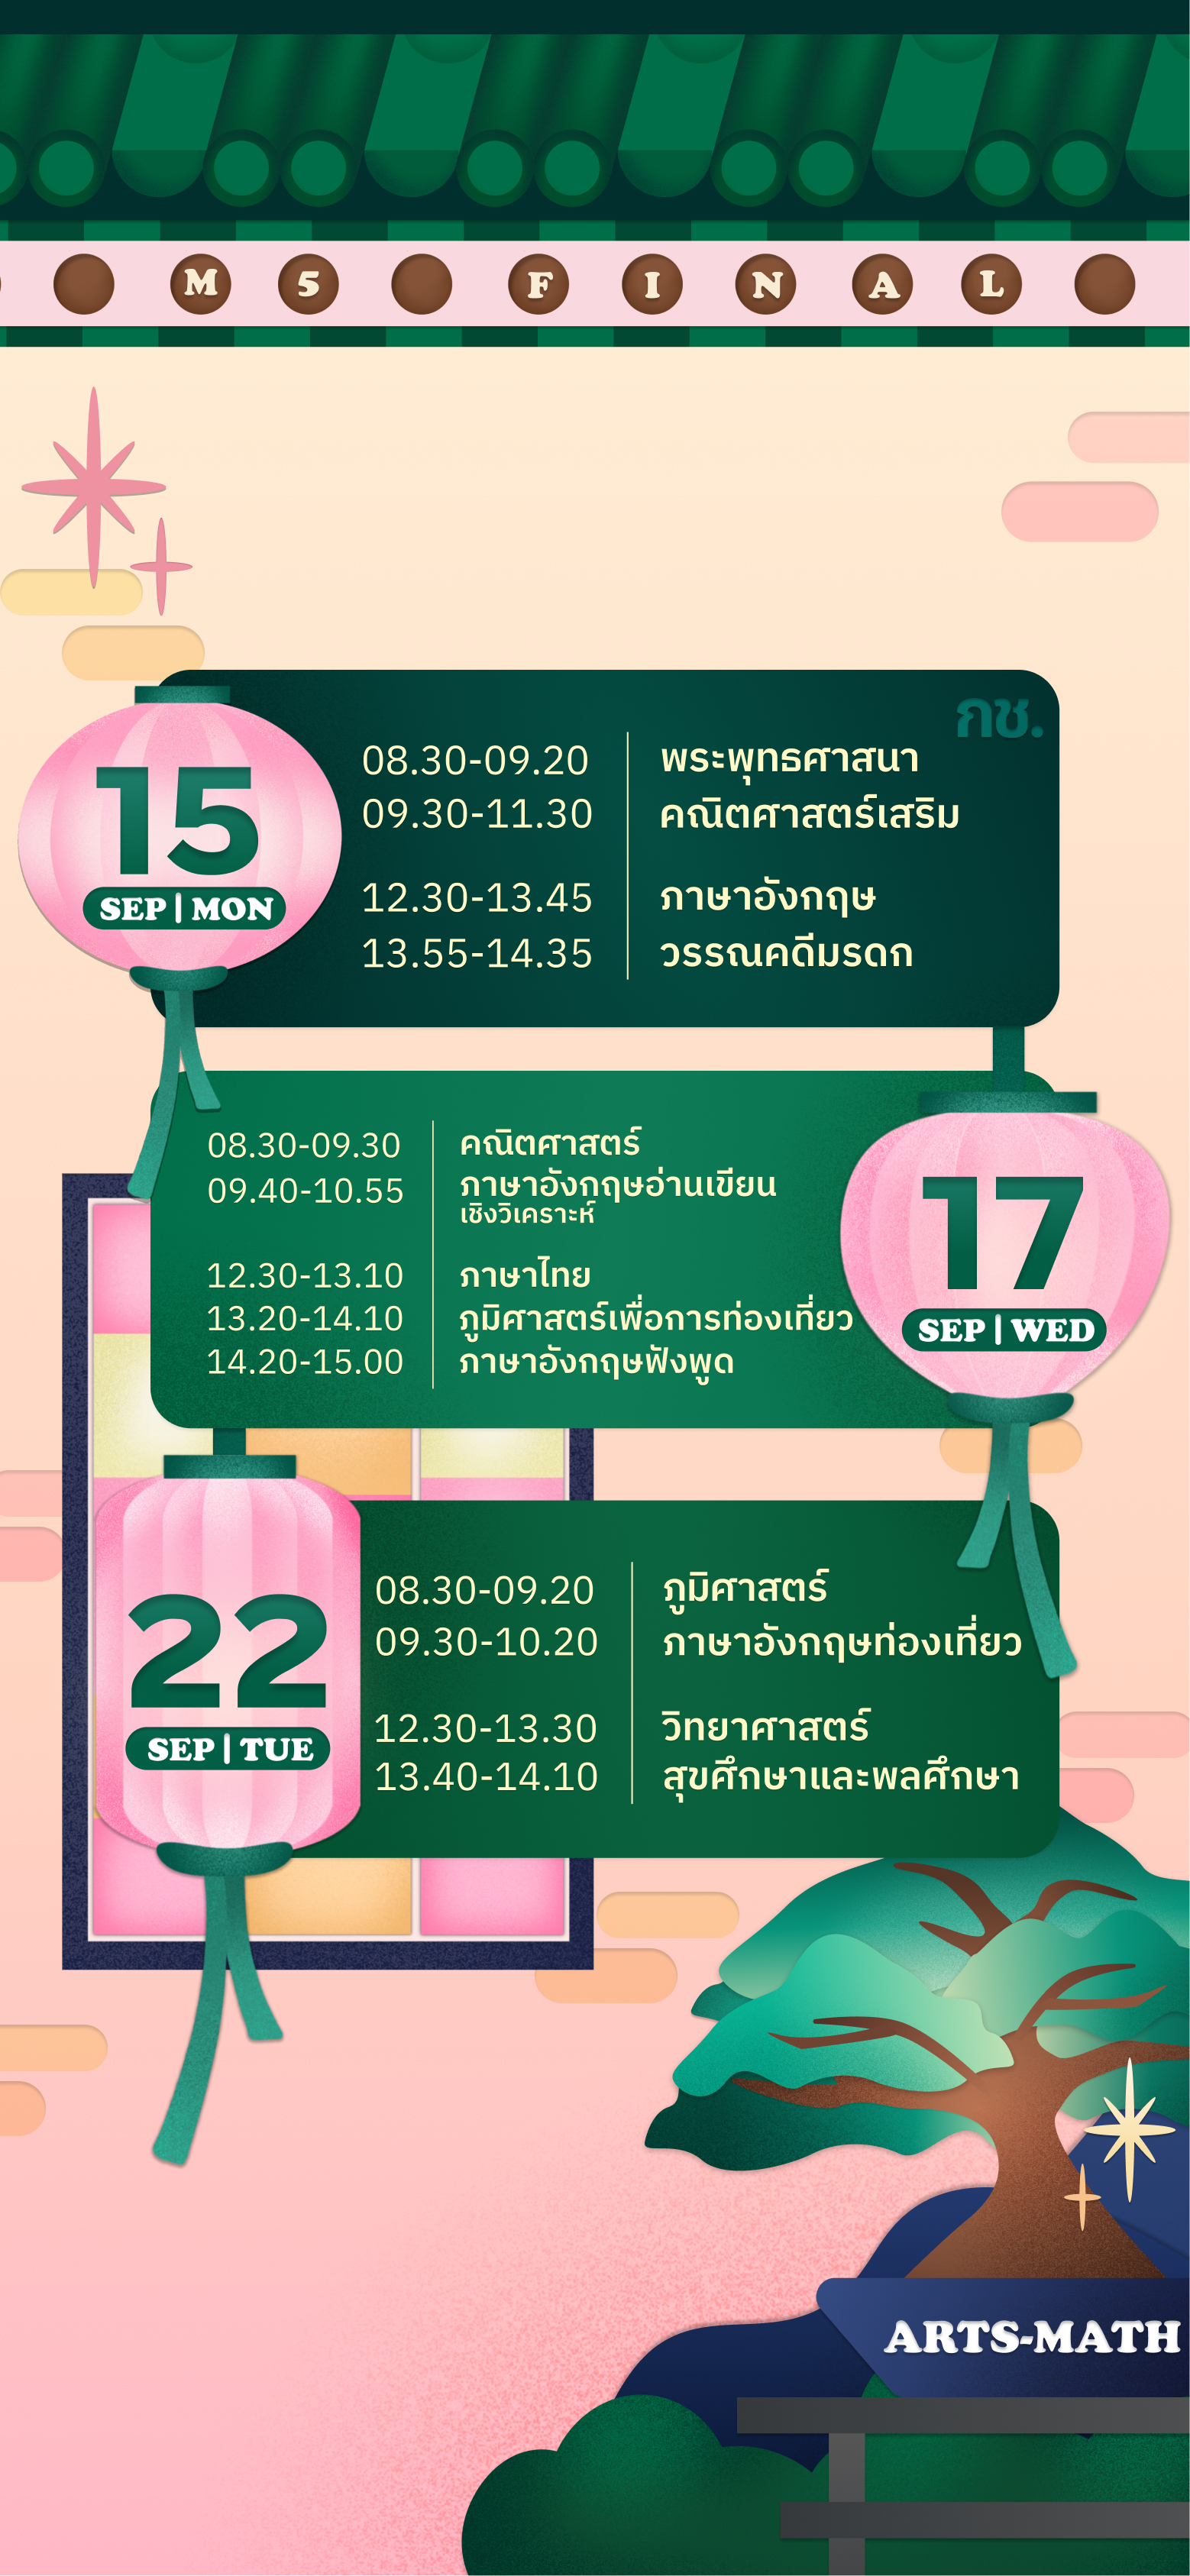 M5 FINAL
กช.
15
SEP | MON
08.30-09.20 พระพุทธศาสนา
09.30-11.30 คณิตศาสตร์เสริม
12.30-13.45 ภาษาอังกฤษ
13.55-14.35 วรรณคดีมรดก
17
SEP | WED
08.30-09.30 คณิตศาสตร์
09.40-10.55 ภาษาอังกฤษอ่านเขียน
เชิงวิเคราะห์
12.30-13.10 ภาษาไทย
13.20-14.10 ภูมิศาสตร์เพื่อการท่องเที่ยว
14.20-15.00 ภาษาอังกฤษฟังพูด
22
SEP | TUE
08.30-09.20 ภูมิศาสตร์
09.30-10.20 ภาษาอังกฤษท่องเที่ยว
12.30-13.30 วิทยาศาสตร์
13.40-14.10 สุขศึกษาและพลศึกษา
ARTS-MATH